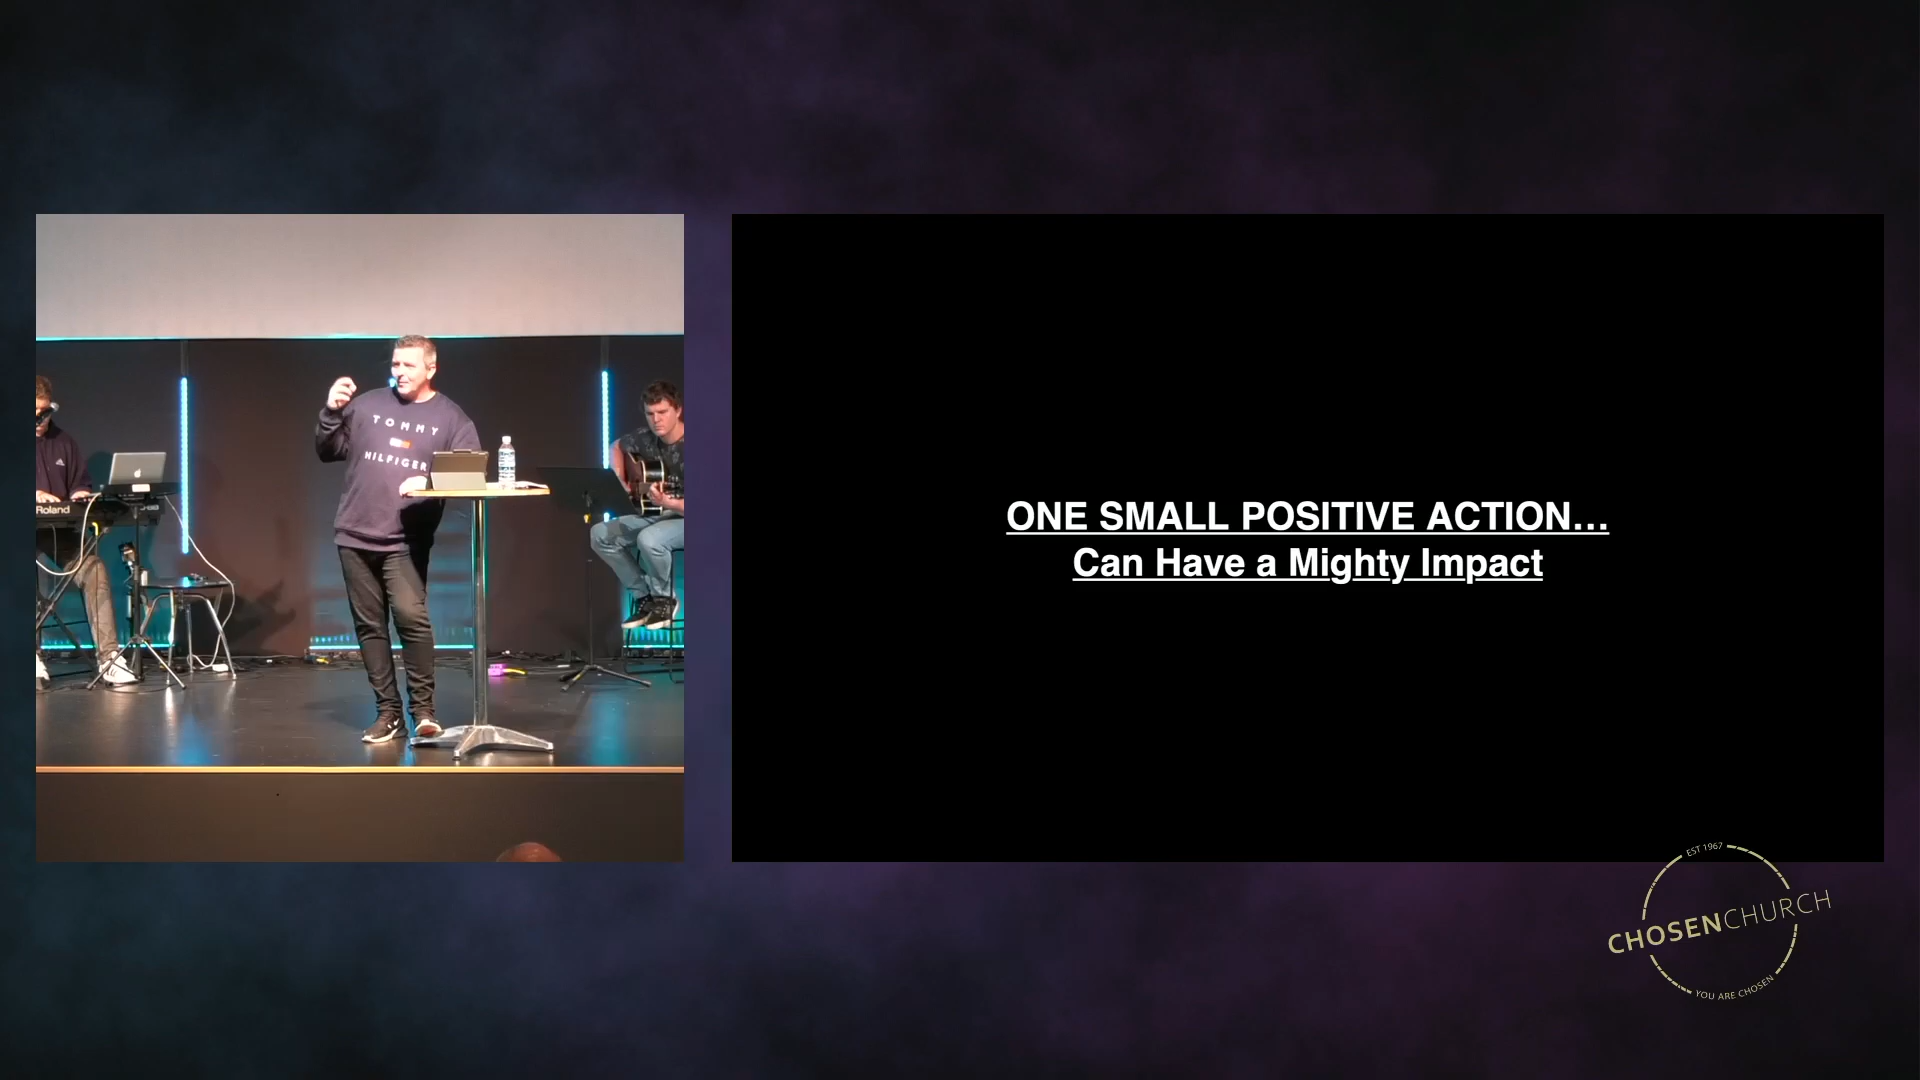 TOMMY
HILFIGER
Roland
ONE SMALL POSITIVE ACTION...
Can Have a Mighty Impact
EST 1967
CHOSENCHURCH
YOU ARE CHOSEN